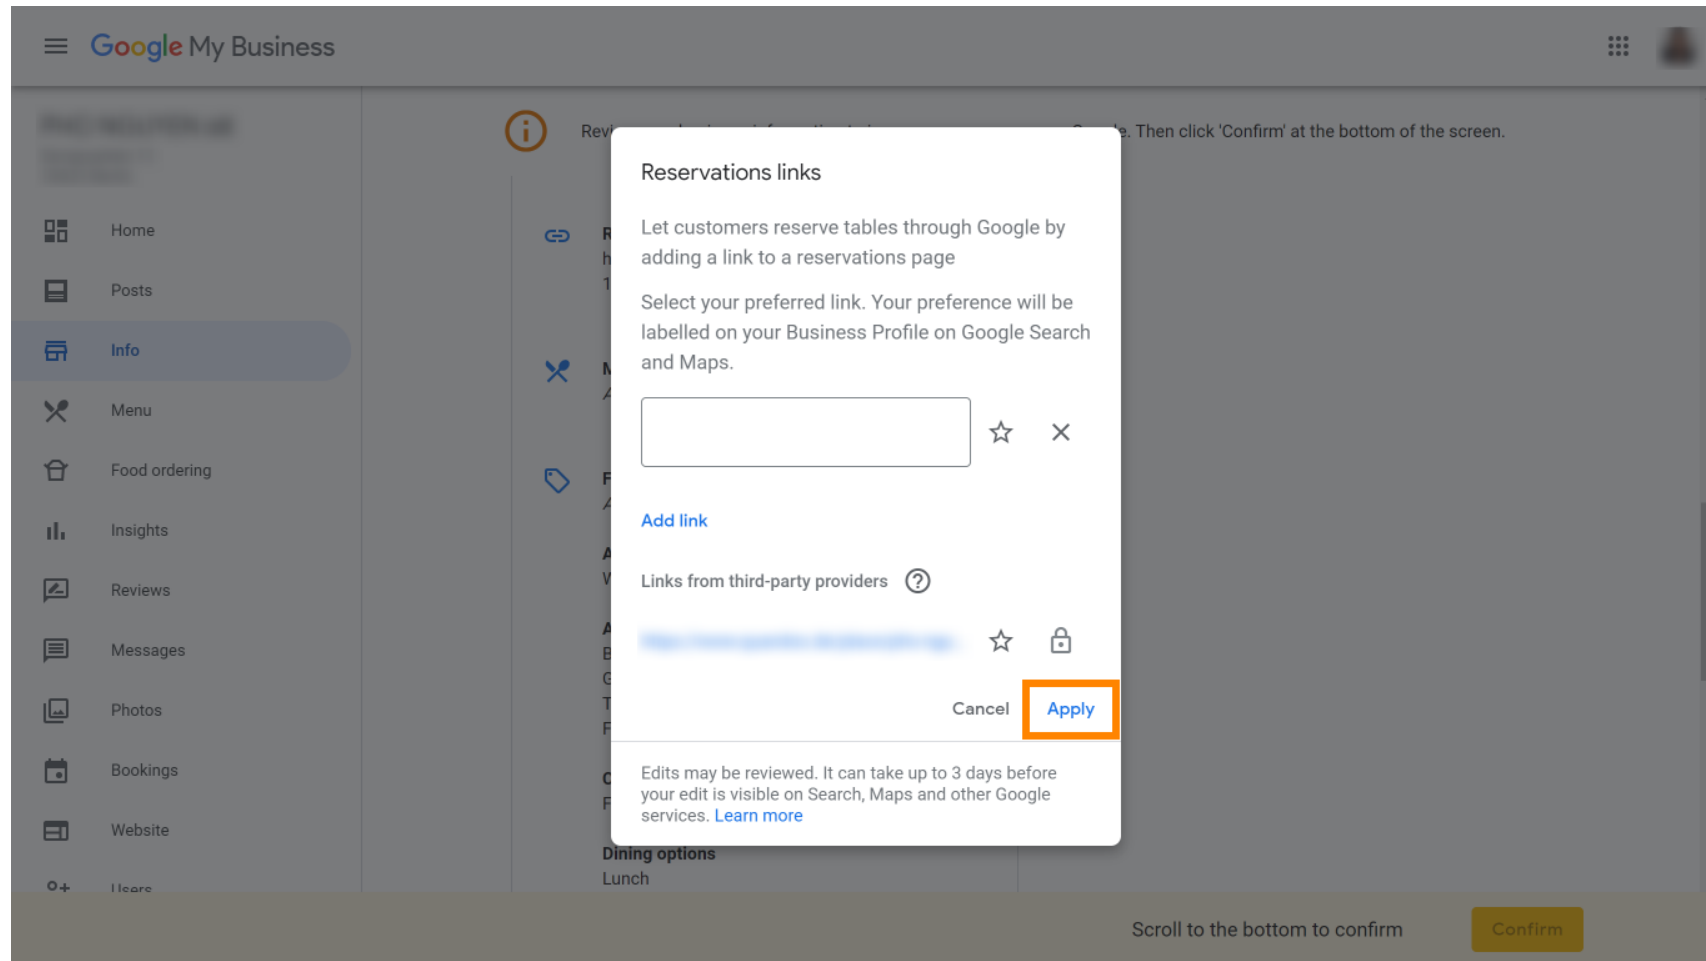 Google My Business
Home
Posts
Info
Menu
Food ordering
Insights
Reviews
Messages
Photos
Bookings
Website
Users
. Then click 'Confirm' at the bottom of the screen.
Reservations links
Let customers reserve tables through Google by
adding a link to a reservations page
Select your preferred link. Your preference will be
labelled on your Business Profile on Google Search
and Maps.
Add link
Links from third-party providers
Cancel
Apply
Edits may be reviewed. It can take up to 3 days before
your edit is visible on Search, Maps and other Google
services. Learn more
Dining options
Lunch
Scroll to the bottom to confirm
Confirm